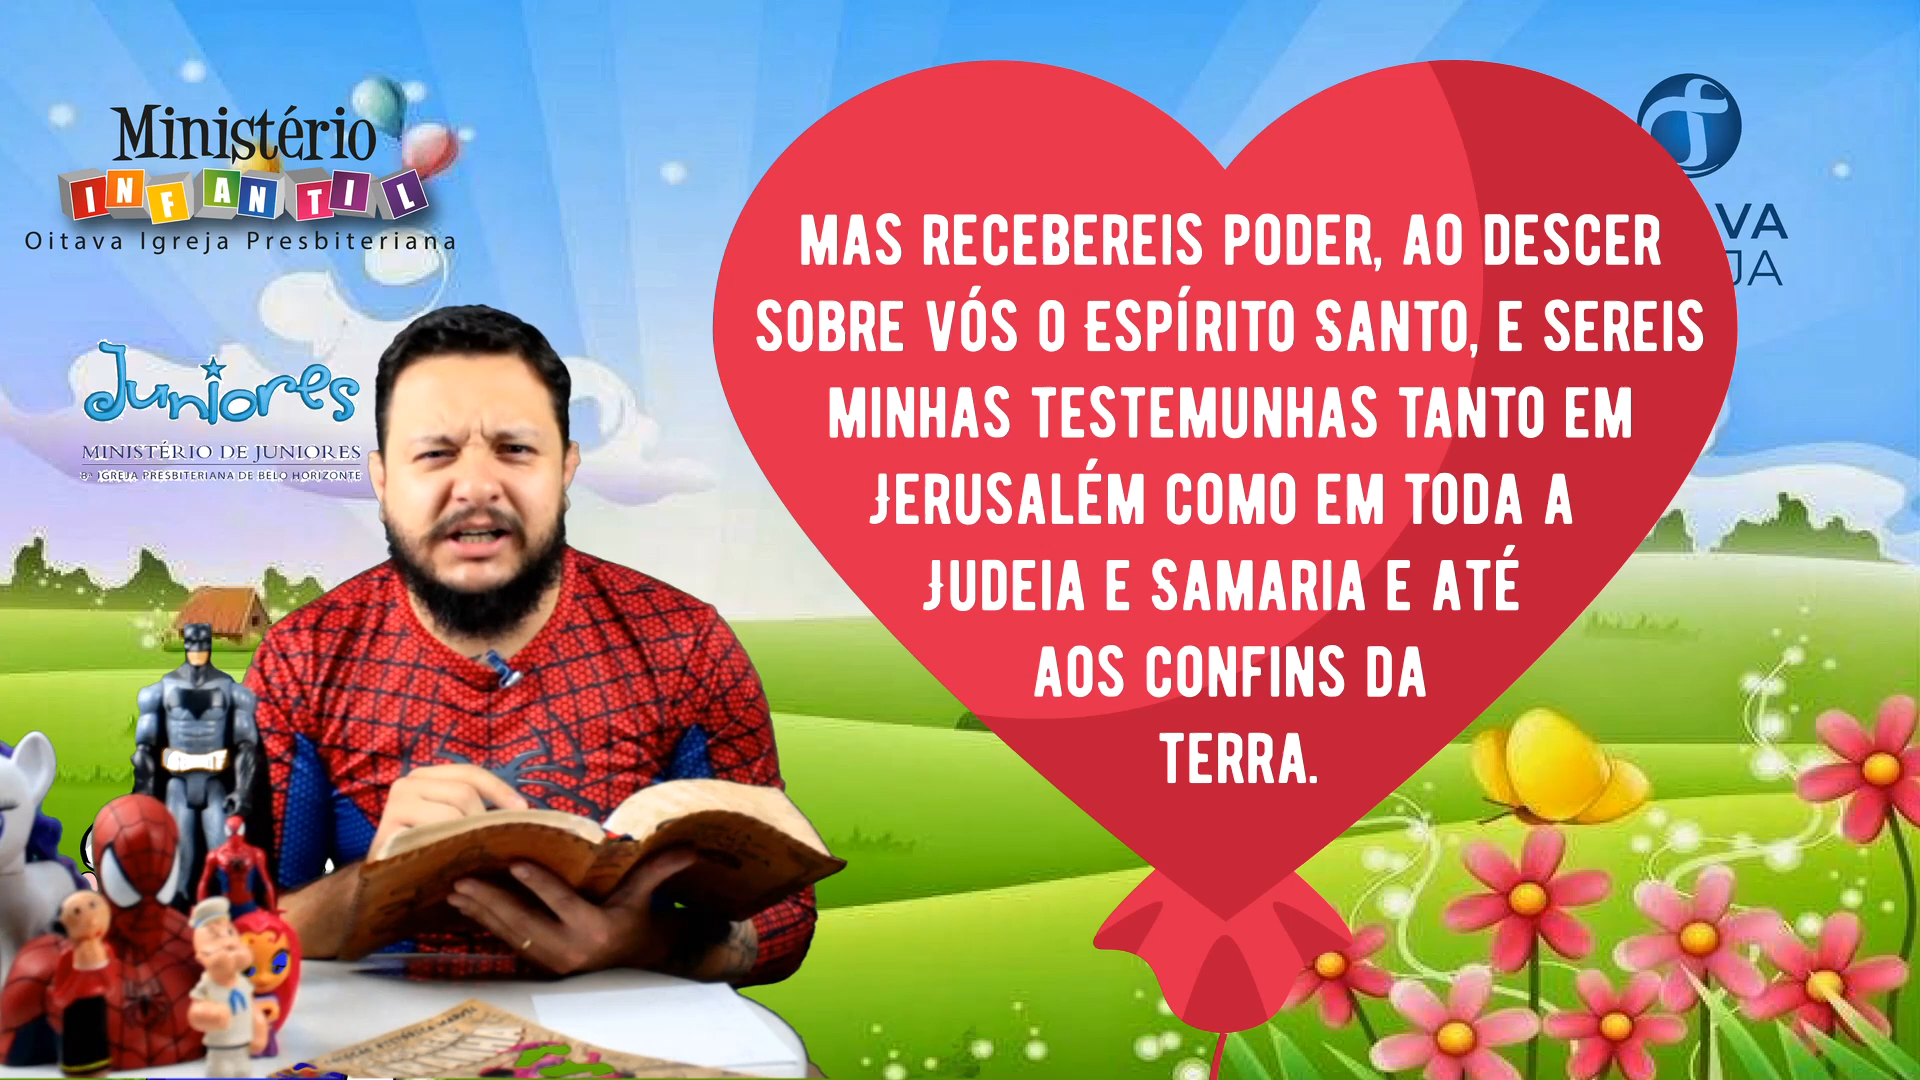 Ministério
INFANTIL
Oitava Igreja Presbiteriana
Juniores
MINISTÉRIO DE JUNIORES
8ª IGREJA PRESBITERIANA DE BELO HORIZONTE
MAS RECEBEREIS PODER, AO DESCER
SOBRE VÓS O ESPÍRITO SANTO, E SEREIS
MINHAS TESTEMUNHAS TANTO EM
JERUSALÉM COMO EM TODA A
JUDEIA E SAMARIA E ATÉ
AOS CONFINS DA
TERRA.
VA
JA